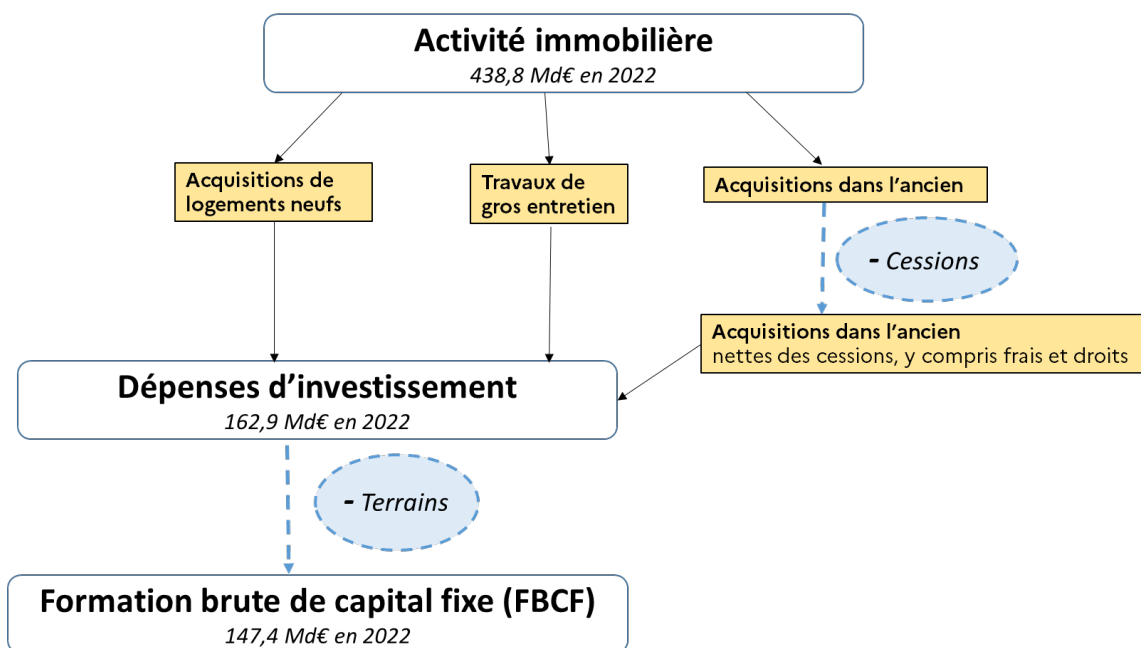 Activité immobilière
438,8 Md€ en 2022
Acquisitions de
logements neufs
Travaux de
gros entretien
Acquisitions dans l'ancien
- Cessions
Acquisitions dans l'ancien
nettes des cessions, y compris frais et droits
Dépenses d'investissement
162,9 Md€ en 2022
- Terrains
Formation brute de capital fixe (FBCF)
147,4 Md€ en 2022